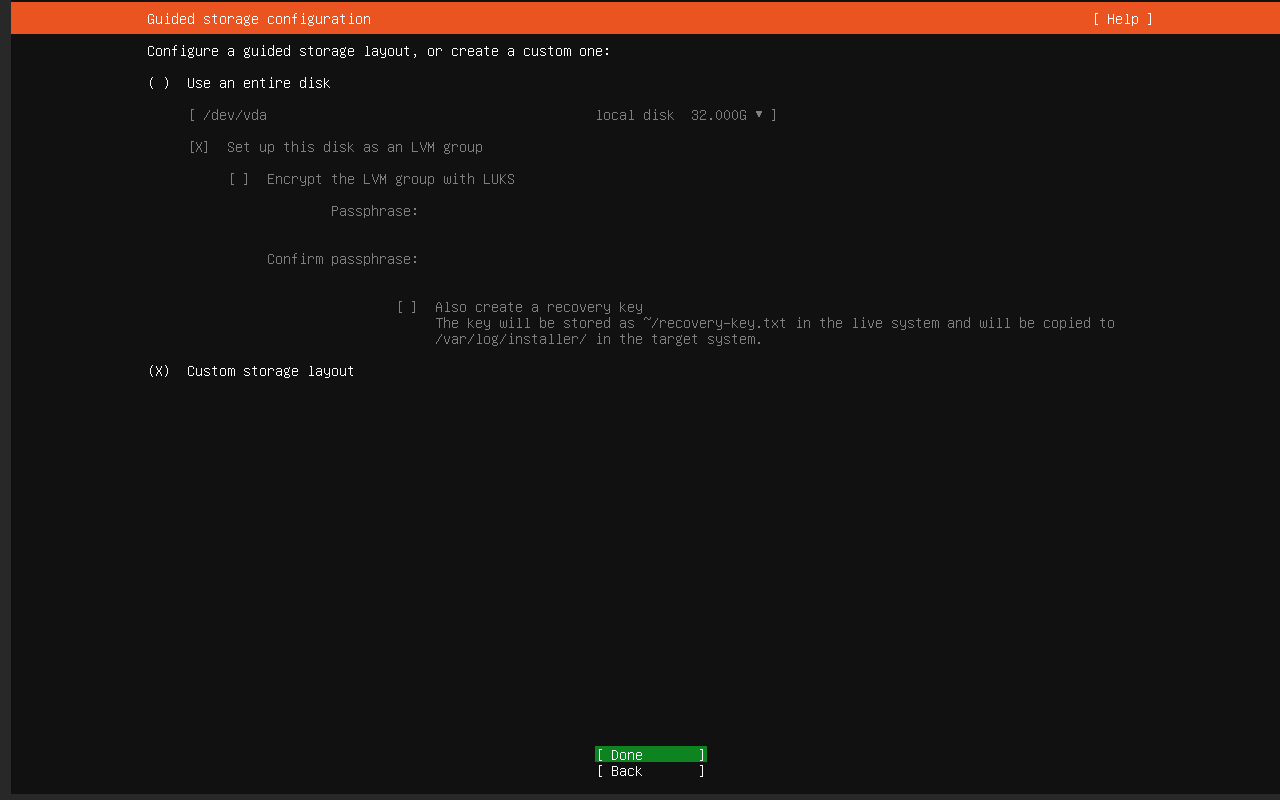 Guided storage configuration [ Help ]
Configure a guided storage layout, or create a custom one:
( ) Use an entire disk
[ /dev/vda local disk 32.000G ▾ ]
[X] Set up this disk as an LVM group
[ ] Encrypt the LVM group with LUKS
Passphrase:
Confirm passphrase:
[ ] Also create a recovery key
The key will be stored as ~/recovery-key.txt in the live system and will be copied to
/var/log/installer/ in the target system.
(X) Custom storage layout
[ Done ]
[ Back ]